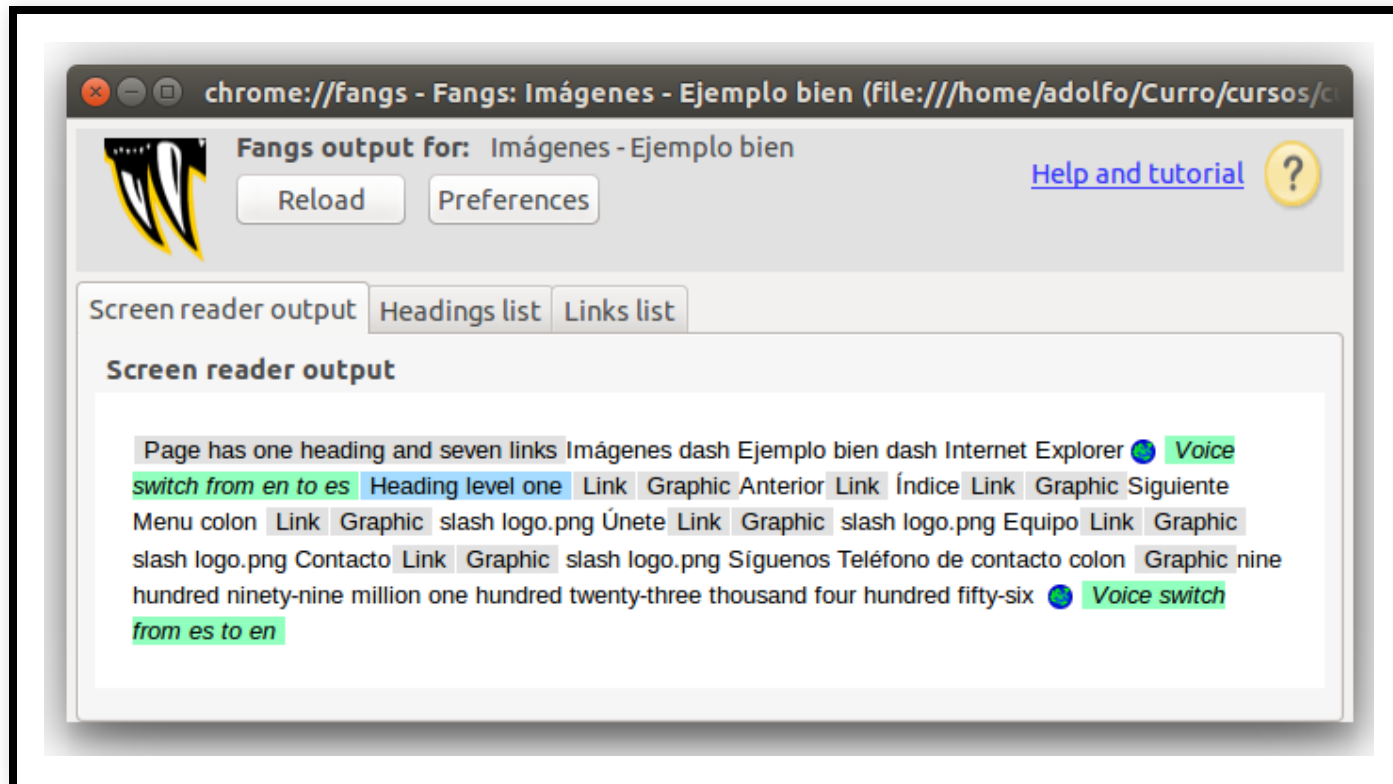 chrome://fangs - Fangs: Imágenes - Ejemplo bien (file:///home/adolfo/Curro/cursos/
Fangs output for: Imágenes - Ejemplo bien
Reload Preferences
Help and tutorial ?
Screen reader output Headings list Links list
Screen reader output
Page has one heading and seven links Imágenes dash Ejemplo bien dash Internet Explorer Voice
switch from en to es Heading level one Link Graphic Anterior Link Índice Link Graphic Siguiente
Menu colon Link Graphic slash logo.png Únete Link Graphic slash logo.png Equipo Link Graphic
slash logo.png Contacto Link Graphic slash logo.png Síguenos Teléfono de contacto colon Graphic nine
hundred ninety-nine million one hundred twenty-three thousand four hundred fifty-six Voice switch
from es to en